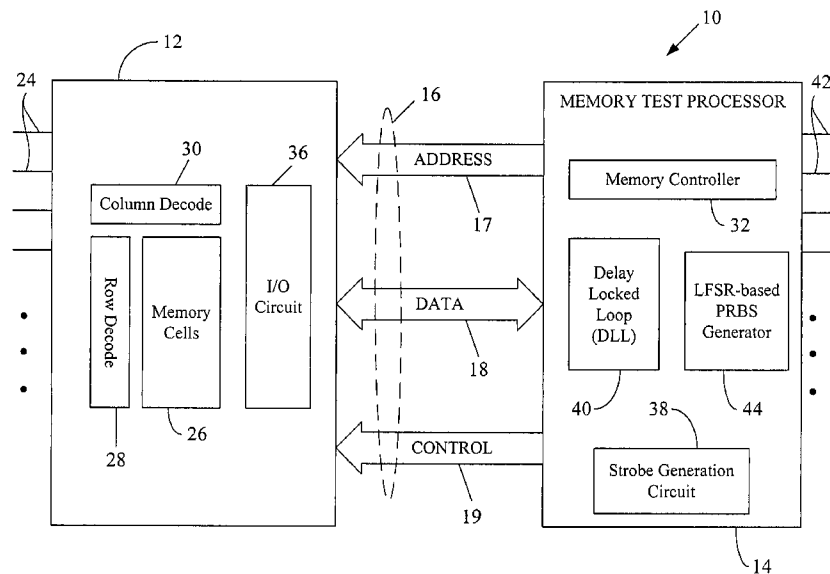 10
12
24
42
16
MEMORY TEST PROCESSOR
30
36
ADDRESS
Column Decode
Memory Controller
17
32
Row Decode
Memory
Cells
I/O
Circuit
DATA
Delay
Locked
Loop
(DLL)
LFSR-based
PRBS
Generator
18
40
38
44
28
26
CONTROL
Strobe Generation
Circuit
19
14